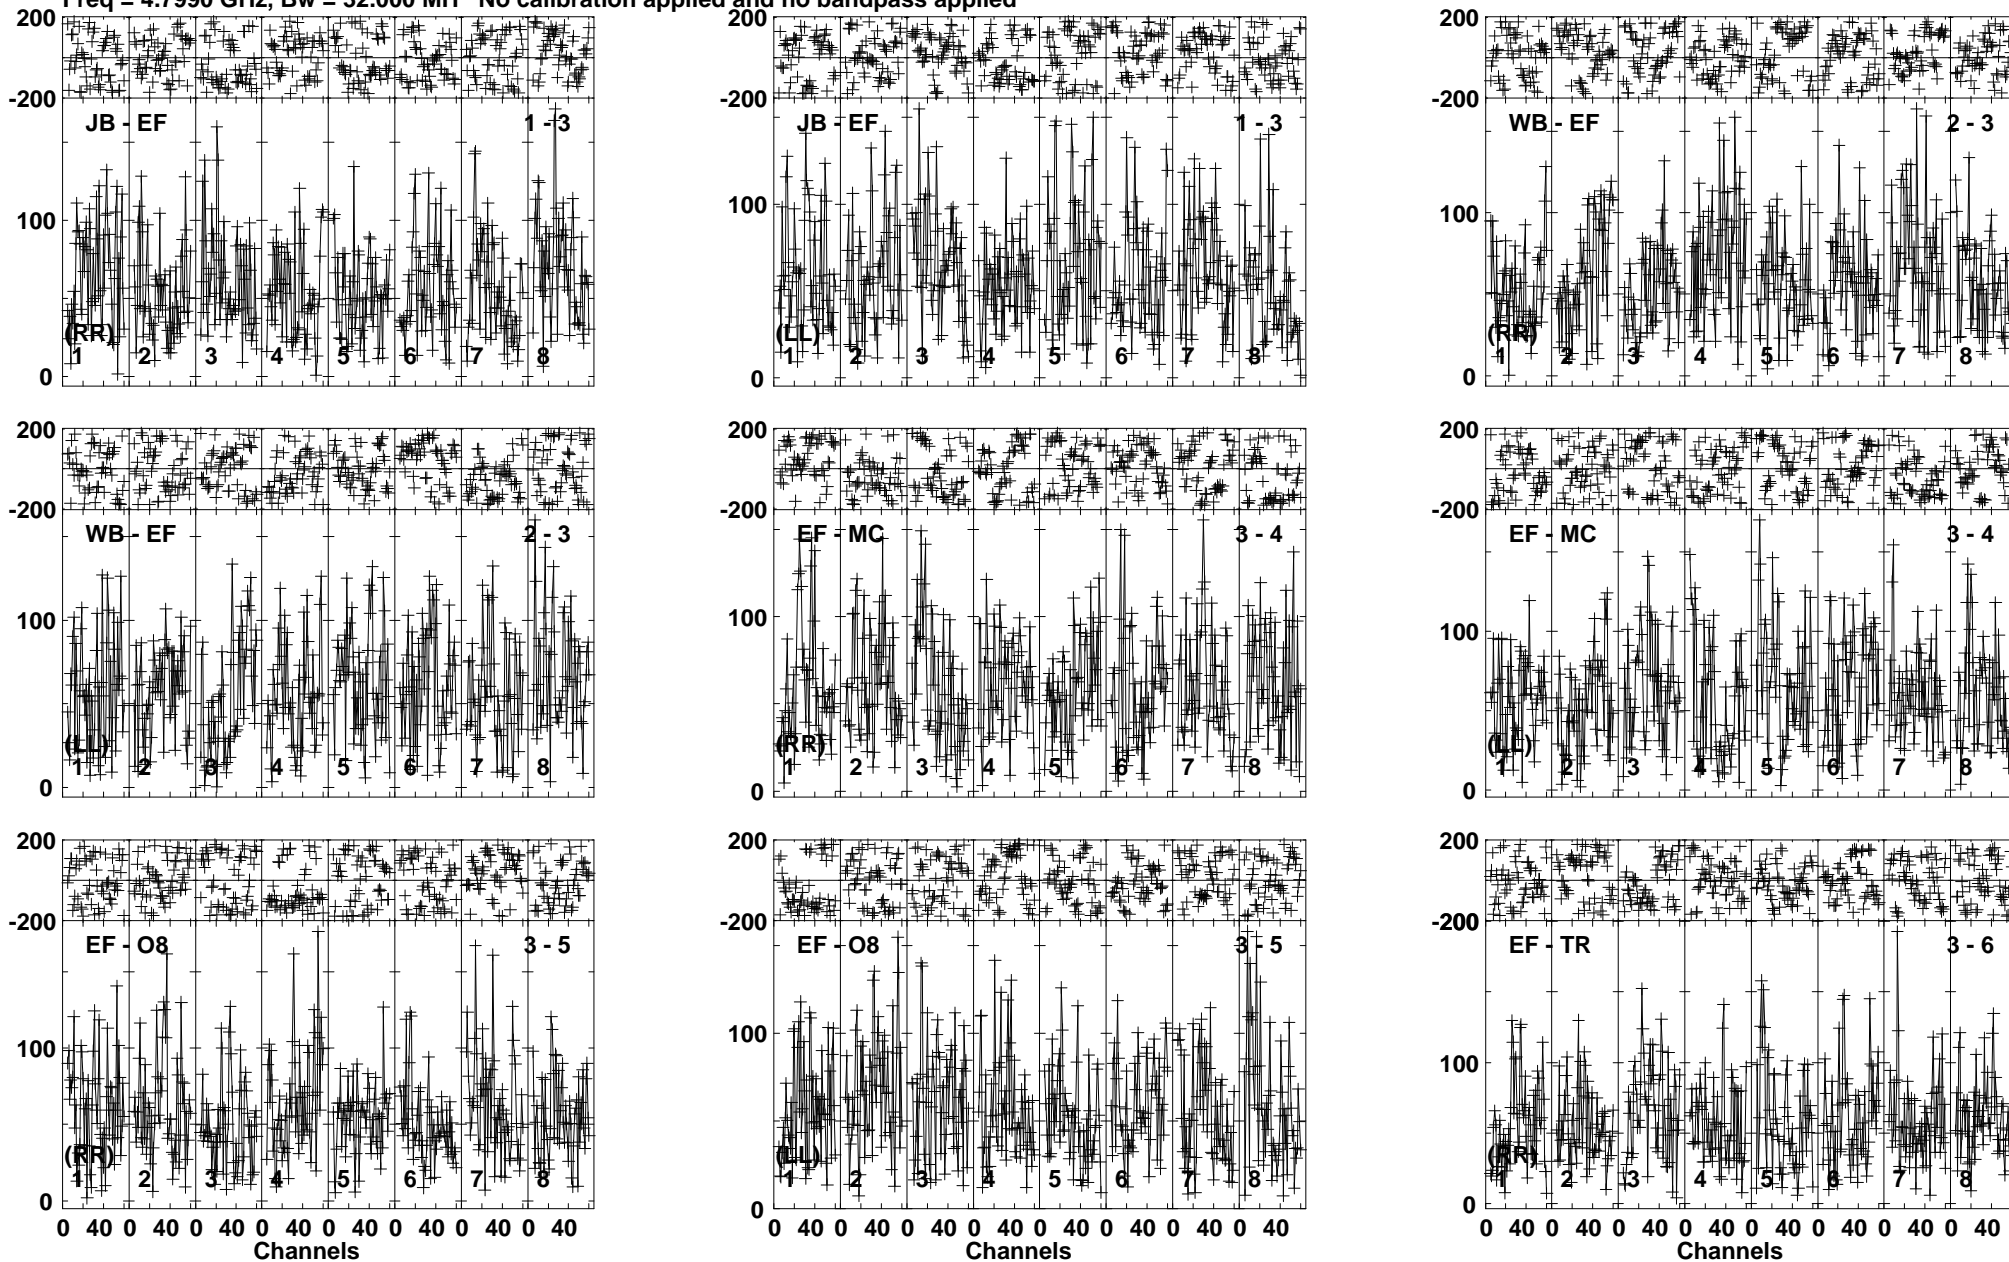 Freq = 4.7990 GHz, Bw = 32.000 MH No calibration applied and no bandpass applied
200 200 200
-200 -200 -200
JB - EF 1 - 3 JB - EF 1 - 3 WB - EF 2 - 3
100 100 100
(RR) (LL) (RR)
1 2 3 4 5 6 7 8 1 2 3 4 5 6 7 8 1 2 3 4 5 6 7 8
0 0 0
200 200 200
-200 -200 -200
WB - EF 2 - 3 EF - MC 3 - 4 EF - MC 3 - 4
100 100 100
(LL) (RR) (LL)
1 2 3 4 5 6 7 8 1 2 3 4 5 6 7 8 1 2 3 4 5 6 7 8
0 0 0
200 200 200
-200 -200 -200
200
EF - O8 3 - 5 EF - O8 3 - 5 EF - TR 3 - 6
100 100 100
(RR) (LL) (RR)
1 2 3 4 5 6 7 8 1 2 3 4 5 6 7 8 1 2 3 4 5 6 7 8
0 0 0
0 40 0 40 0 40 0 40 0 40 0 40 0 40 0 40 0 40 0 40 0 40 0 40 0 40 0 40 0 40 0 40 0 40 0 40 0 40 0 40 0 40 0 40 0 40 0 40
Channels Channels Channels